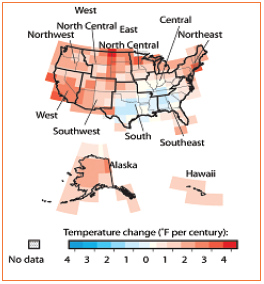 West
North Central
East
North Central
Central
Northwest
Northeast
West
Southwest
South
Southeast
Alaska
Hawaii
Temperature change (°F per century):
No data
4 3 2 1 0 1 2 3 4